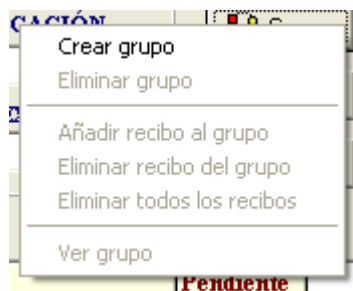 CACIÓN
Crear grupo
Eliminar grupo
Añadir recibo al grupo
Eliminar recibo del grupo
Eliminar todos los recibos
Ver grupo
Pendiente